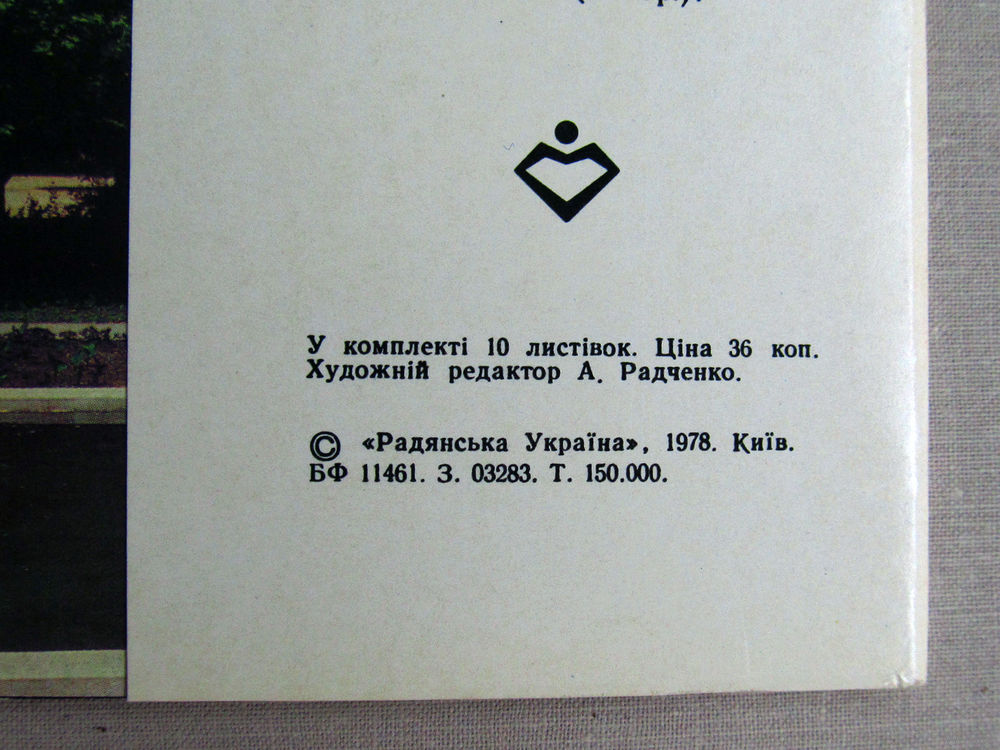 У комплекті 10 листівок. Ціна 36 коп.
Художній редактор А. Радченко.
© «Радянська Україна», 1978. Київ.
БФ 11461. З. 03283. Т. 150.000.